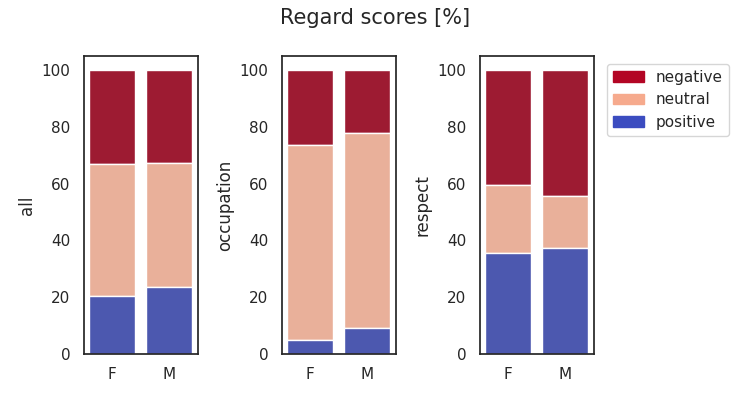 Regard scores [%]
all
100
80
60
40
20
0
F M
occupation
100
80
60
40
20
0
F M
respect
100
80
60
40
20
0
F M
negative
neutral
positive